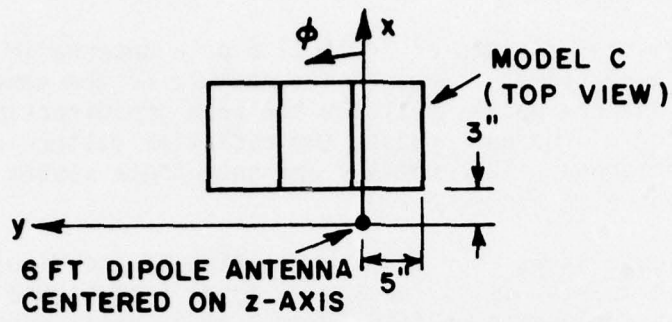 ϕ
x
MODEL C
(TOP VIEW)
3"
y
5"
6 FT DIPOLE ANTENNA
CENTERED ON z-AXIS